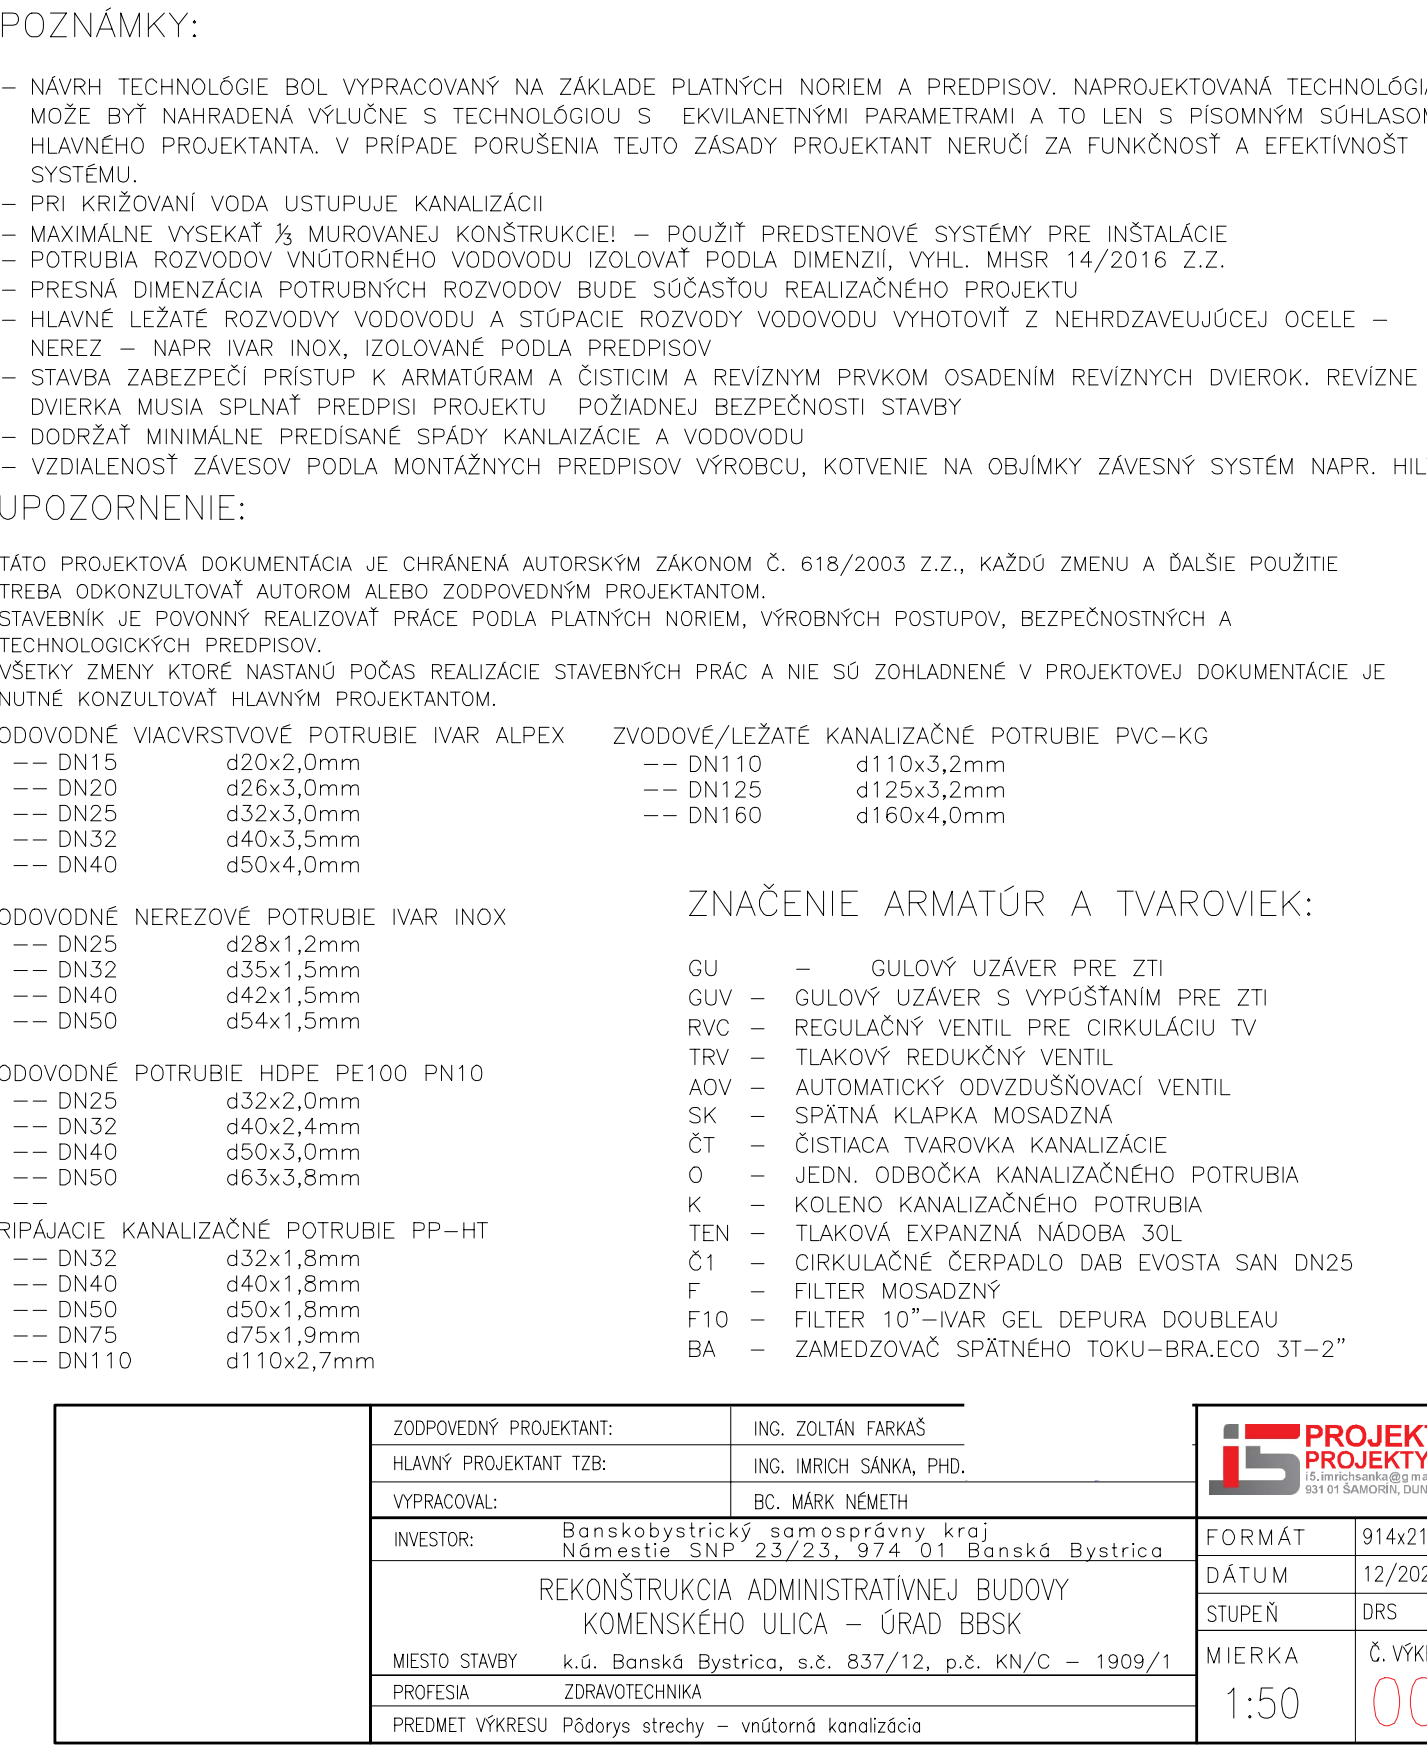 POZNÁMKY:
– NÁVRH TECHNOLÓGIE BOL VYPRACOVANÝ NA ZÁKLADE PLATNÝCH NORIEM A PREDPISOV. NAPROJEKTOVANÁ TECHNOLÓGIA
MOŽE BYŤ NAHRADENÁ VÝLUČNE S TECHNOLÓGIOU S EKVILANETNÝMI PARAMETRAMI A TO LEN S PÍSOMNÝM SÚHLASOM
HLAVNÉHO PROJEKTANTA. V PRÍPADE PORUŠENIA TEJTO ZÁSADY PROJEKTANT NERUČÍ ZA FUNKČNOSŤ A EFEKTÍVNOŠT
SYSTÉMU.
– PRI KRIŽOVANÍ VODA USTUPUJE KANALIZÁCII
– MAXIMÁLNE VYSEKAŤ ⅓ MUROVANEJ KONŠTRUKCIE! – POUŽIŤ PREDSTENOVÉ SYSTÉMY PRE INŠTALÁCIE
– POTRUBIA ROZVODOV VNÚTORNÉHO VODOVODU IZOLOVAŤ PODLA DIMENZIÍ, VYHL. MHSR 14/2016 Z.Z.
– PRESNÁ DIMENZÁCIA POTRUBNÝCH ROZVODOV BUDE SÚČASŤOU REALIZAČNÉHO PROJEKTU
– HLAVNÉ LEŽATÉ ROZVODVY VODOVODU A STÚPACIE ROZVODY VODOVODU VYHOTOVIŤ Z NEHRDZAVEUJÚCEJ OCELE –
NEREZ – NAPR IVAR INOX, IZOLOVANÉ PODLA PREDPISOV
– STAVBA ZABEZPEČÍ PRÍSTUP K ARMATÚRAM A ČISTICIM A REVÍZNYM PRVKOM OSADENÍM REVÍZNYCH DVIEROK. REVÍZNE
DVIERKA MUSIA SPLNAŤ PREDPISI PROJEKTU POŽIADNEJ BEZPEČNOSTI STAVBY
– DODRŽAŤ MINIMÁLNE PREDÍSANÉ SPÁDY KANLAIZÁCIE A VODOVODU
– VZDIALENOSŤ ZÁVESOV PODLA MONTÁŽNYCH PREDPISOV VÝROBCU, KOTVENIE NA OBJÍMKY ZÁVESNÝ SYSTÉM NAPR. HIL
UPOZORNENIE:
TÁTO PROJEKTOVÁ DOKUMENTÁCIA JE CHRÁNENÁ AUTORSKÝM ZÁKONOM Č. 618/2003 Z.Z., KAŽDÚ ZMENU A ĎALŠIE POUŽITIE
TREBA ODKONZULTOVAŤ AUTOROM ALEBO ZODPOVEDNÝM PROJEKTANTOM.
STAVEBNÍK JE POVONNÝ REALIZOVAŤ PRÁCE PODLA PLATNÝCH NORIEM, VÝROBNÝCH POSTUPOV, BEZPEČNOSTNÝCH A
TECHNOLOGICKÝCH PREDPISOV.
VŠETKY ZMENY KTORÉ NASTANÚ POČAS REALIZÁCIE STAVEBNÝCH PRÁC A NIE SÚ ZOHLADNENÉ V PROJEKTOVEJ DOKUMENTÁCIE JE
NUTNÉ KONZULTOVAŤ HLAVNÝM PROJEKTANTOM.
ODOVODNÉ VIACVRSTVOVÉ POTRUBIE IVAR ALPEX
–– DN15 d20x2,0mm
–– DN20 d26x3,0mm
–– DN25 d32x3,0mm
–– DN32 d40x3,5mm
–– DN40 d50x4,0mm
ODOVODNÉ NEREZOVÉ POTRUBIE IVAR INOX
–– DN25 d28x1,2mm
–– DN32 d35x1,5mm
–– DN40 d42x1,5mm
–– DN50 d54x1,5mm
ODOVODNÉ POTRUBIE HDPE PE100 PN10
–– DN25 d32x2,0mm
–– DN32 d40x2,4mm
–– DN40 d50x3,0mm
–– DN50 d63x3,8mm
––
RIPÁJACIE KANALIZAČNÉ POTRUBIE PP–HT
–– DN32 d32x1,8mm
–– DN40 d40x1,8mm
–– DN50 d50x1,8mm
–– DN75 d75x1,9mm
–– DN110 d110x2,7mm
ZVODOVÉ/LEŽATÉ KANALIZAČNÉ POTRUBIE PVC–KG
–– DN110 d110x3,2mm
–– DN125 d125x3,2mm
–– DN160 d160x4,0mm
ZNAČENIE ARMATÚR A TVAROVIEK:
GU – GULOVÝ UZÁVER PRE ZTI
GUV – GULOVÝ UZÁVER S VYPÚŠŤANÍM PRE ZTI
RVC – REGULAČNÝ VENTIL PRE CIRKULÁCIU TV
TRV – TLAKOVÝ REDUKČNÝ VENTIL
AOV – AUTOMATICKÝ ODVZDUŠŇOVACÍ VENTIL
SK – SPÄTNÁ KLAPKA MOSADZNÁ
ČT – ČISTIACA TVAROVKA KANALIZÁCIE
O – JEDN. ODBOČKA KANALIZAČNÉHO POTRUBIA
K – KOLENO KANALIZAČNÉHO POTRUBIA
TEN – TLAKOVÁ EXPANZNÁ NÁDOBA 30L
Č1 – CIRKULAČNÉ ČERPADLO DAB EVOSTA SAN DN25
F – FILTER MOSADZNÝ
F10 – FILTER 10”–IVAR GEL DEPURA DOUBLEAU
BA – ZAMEDZOVAČ SPÄTNÉHO TOKU–BRA.ECO 3T–2”
ZODPOVEDNÝ PROJEKTANT: ING. ZOLTÁN FARKAŠ
HLAVNÝ PROJEKTANT TZB: ING. IMRICH SÁNKA, PHD.
VYPRACOVAL: BC. MÁRK NÉMETH
INVESTOR: Banskobystrický samosprávny kraj
Námestie SNP 23/23, 974 01 Banská Bystrica
REKONŠTRUKCIA ADMINISTRATÍVNEJ BUDOVY
KOMENSKÉHO ULICA – ÚRAD BBSK
MIESTO STAVBY k.ú. Banská Bystrica, s.č. 837/12, p.č. KN/C – 1909/1
PROFESIA ZDRAVOTECHNIKA
PREDMET VÝKRESU Pôdorys strechy – vnútorná kanalizácia
i5 PROJEKT
PROJEKTY
i5.imrichsanka@gma
931 01 ŠAMORÍN, DUN
FORMÁT 914x21
DÁTUM 12/202
STUPEŇ DRS
MIERKA Č. VÝK
1:50 00